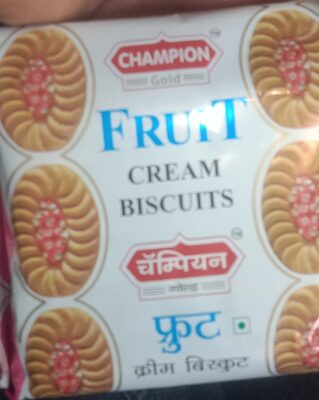 CHAMPION
Gold
FRUIT
CREAM
BISCUITS
चॅम्पियन
गोल्ड
फ्रुट
क्रीम बिस्कुट